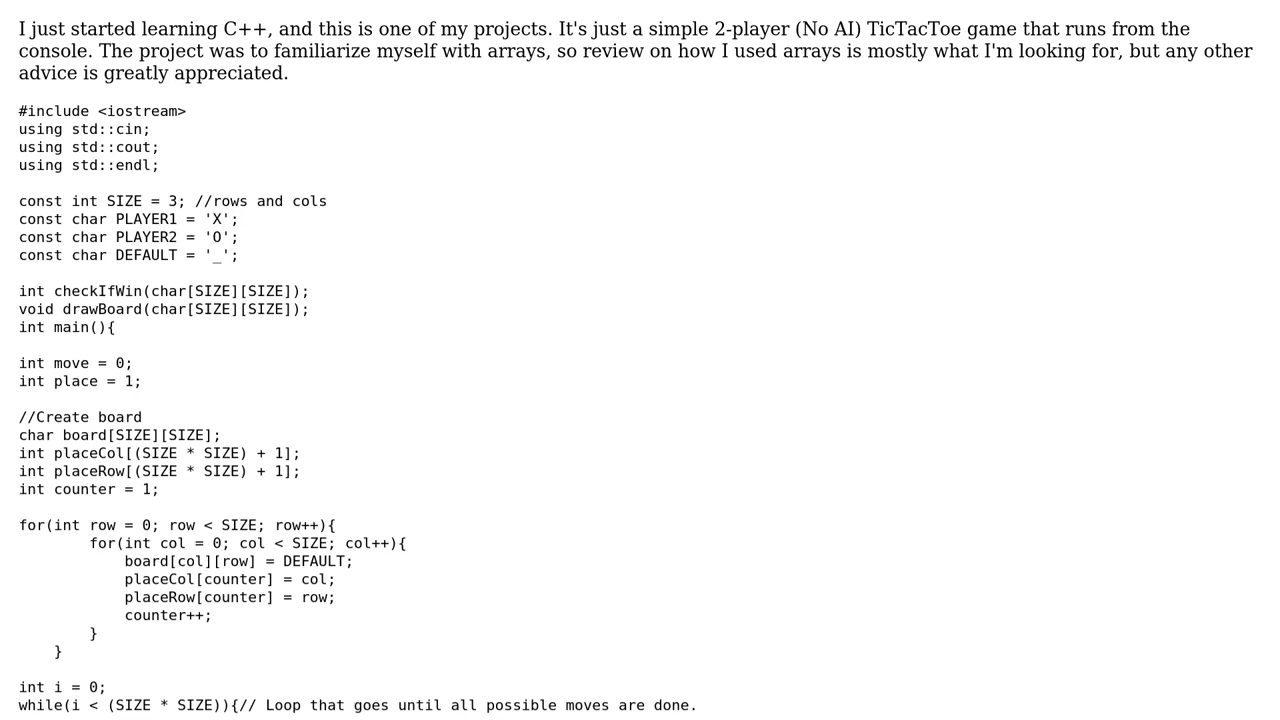 I just started learning C++, and this is one of my projects. It's just a simple 2-player (No AI) TicTacToe game that runs from the
console. The project was to familiarize myself with arrays, so review on how I used arrays is mostly what I'm looking for, but any other
advice is greatly appreciated.
#include <iostream>
using std::cin;
using std::cout;
using std::endl;
const int SIZE = 3; //rows and cols
const char PLAYER1 = 'X';
const char PLAYER2 = 'O';
const char DEFAULT = '_';
int checkIfWin(char[SIZE][SIZE]);
void drawBoard(char[SIZE][SIZE]);
int main(){
int move = 0;
int place = 1;
//Create board
char board[SIZE][SIZE];
int placeCol[(SIZE * SIZE) + 1];
int placeRow[(SIZE * SIZE) + 1];
int counter = 1;
for(int row = 0; row < SIZE; row++){
        for(int col = 0; col < SIZE; col++){
            board[col][row] = DEFAULT;
            placeCol[counter] = col;
            placeRow[counter] = row;
            counter++;
        }
    }
int i = 0;
while(i < (SIZE * SIZE)){// Loop that goes until all possible moves are done.